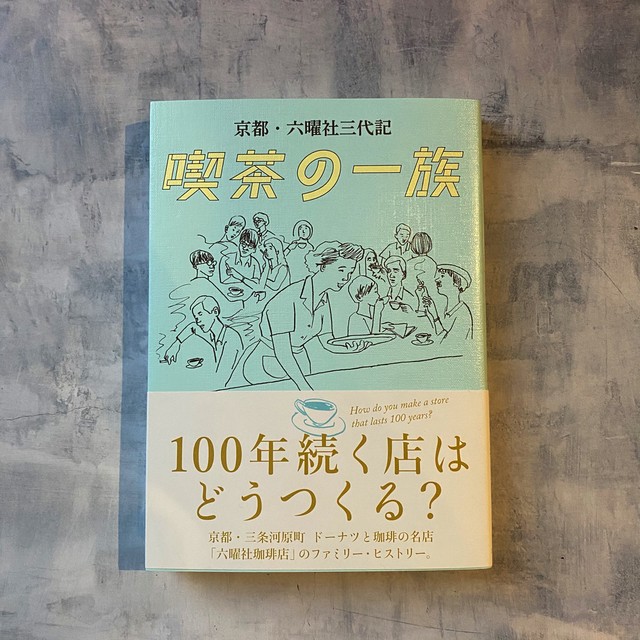 京都・六曜社三代記
喫茶の一族
How do you make a store
that lasts 100 years?
100年続く店は
どうつくる？
京都・三条河原町 ドーナツと珈琲の名店
「六曜社珈琲店」のファミリー・ヒストリー。